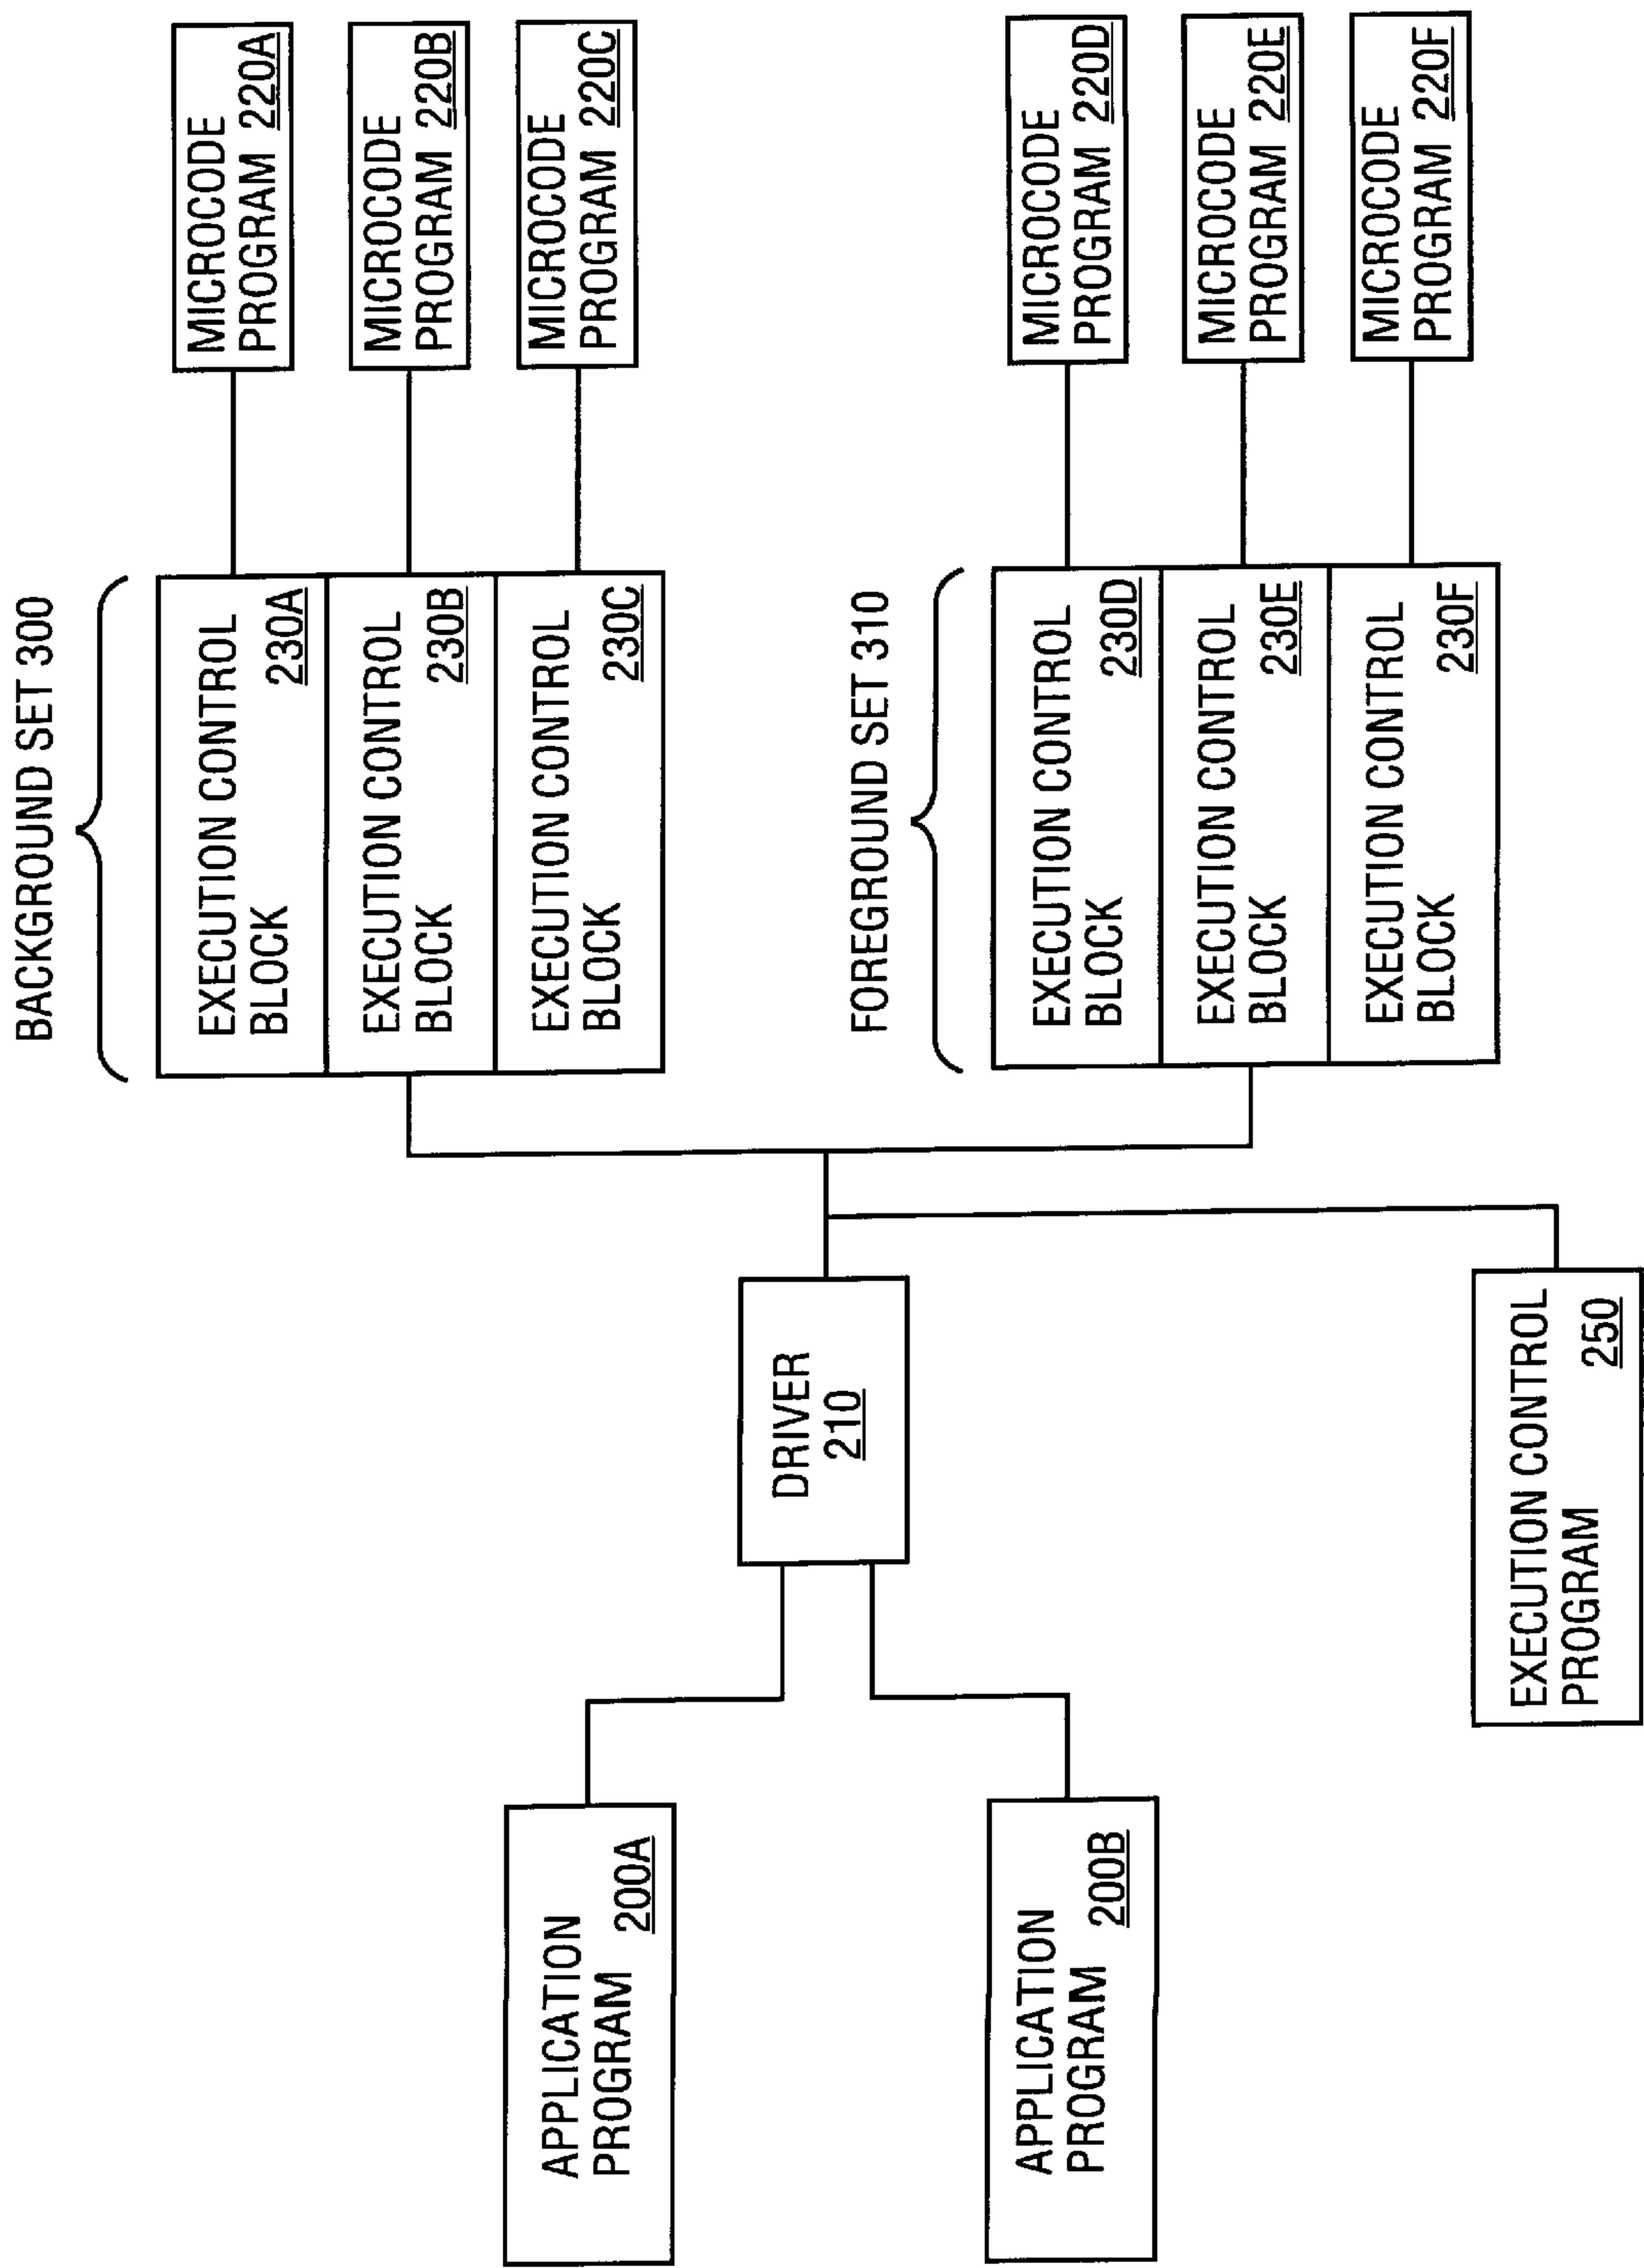 BACKGROUND SET 300
EXECUTION CONTROL
BLOCK 230A
EXECUTION CONTROL
BLOCK 230B
EXECUTION CONTROL
BLOCK 230C
MICROCODE
PROGRAM 220A
MICROCODE
PROGRAM 220B
MICROCODE
PROGRAM 220C
APPLICATION
PROGRAM 200A
APPLICATION
PROGRAM 200B
DRIVER
210
FOREGROUND SET 310
EXECUTION CONTROL
BLOCK 230D
EXECUTION CONTROL
BLOCK 230E
EXECUTION CONTROL
BLOCK 230F
MICROCODE
PROGRAM 220D
MICROCODE
PROGRAM 220E
MICROCODE
PROGRAM 220F
EXECUTION CONTROL
PROGRAM 250